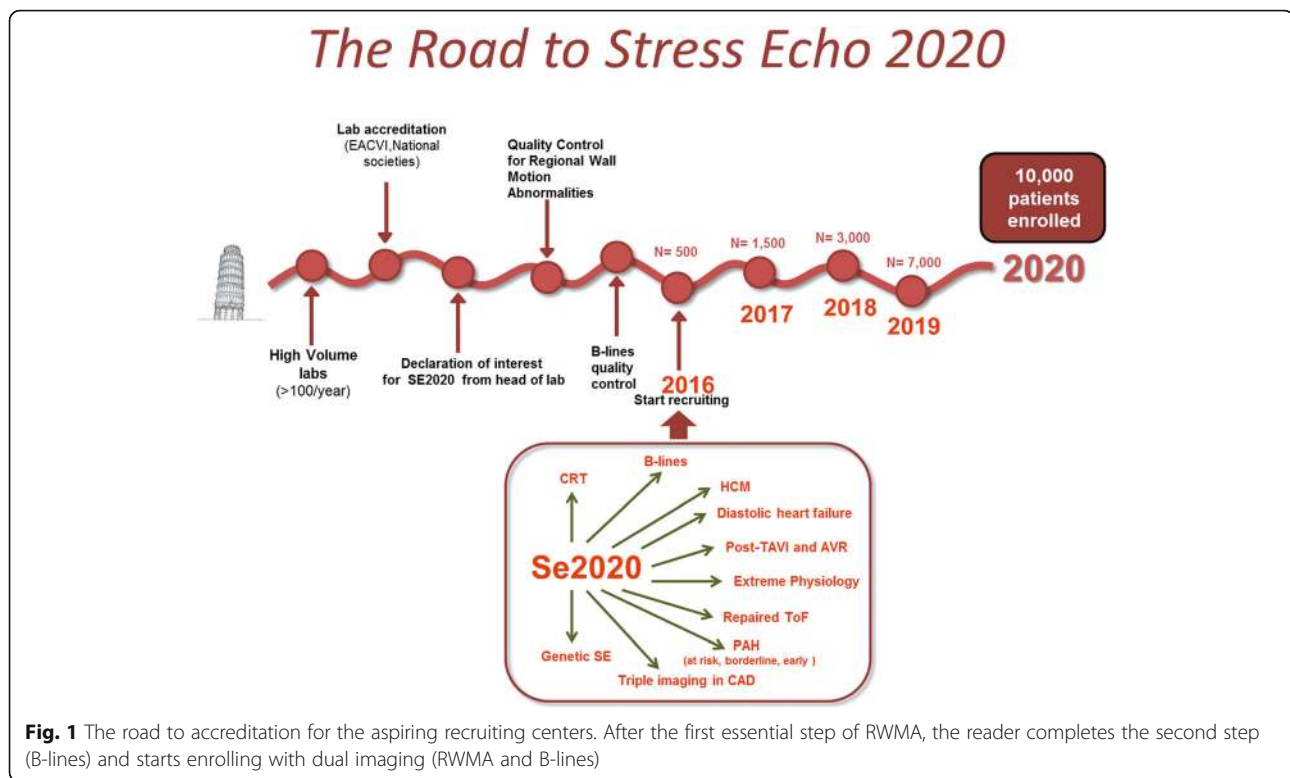 The Road to Stress Echo 2020
Lab accreditation
(EACVI,National
societies)
Quality Control
for Regional Wall
Motion
Abnormalities
10,000
patients
enrolled
N= 500
N= 1,500
N= 3,000
N= 7,000
2020
2017
2018
2019
High Volume
labs
(>100/year)
Declaration of interest
for SE2020 from head of lab
B-lines
quality
control
2016
Start recruiting
B-lines
CRT
HCM
Diastolic heart failure
Post-TAVI and AVR
Se2020
Extreme Physiology
Repaired ToF
PAH
(at risk, borderline, early )
Genetic SE
Triple imaging in CAD
Fig. 1 The road to accreditation for the aspiring recruiting centers. After the first essential step of RWMA, the reader completes the second step
(B-lines) and starts enrolling with dual imaging (RWMA and B-lines)